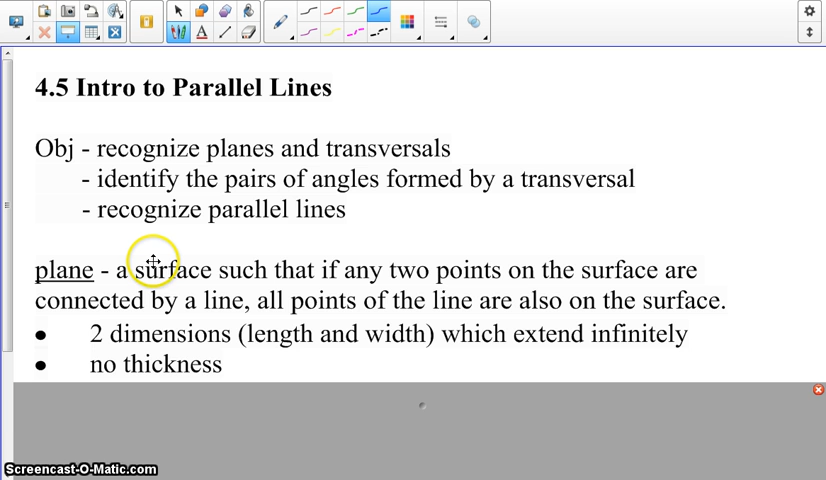 4.5 Intro to Parallel Lines
Obj - recognize planes and transversals
- identify the pairs of angles formed by a transversal
- recognize parallel lines
plane - a surface such that if any two points on the surface are
connected by a line, all points of the line are also on the surface.
• 2 dimensions (length and width) which extend infinitely
• no thickness
Screencast-O-Matic.com